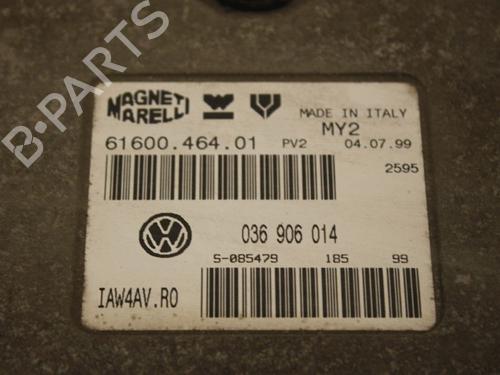 B-PARTS
MAGNETI MARELLI
MADE IN ITALY
61600.464.01 PV2 MY2 04.07.99
2595
036 906 014
S-085479 185 99
IAW4AV.R0